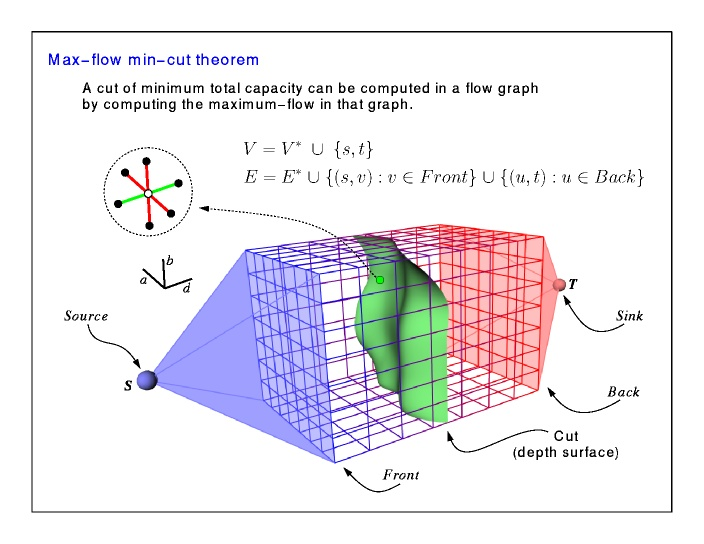 Max-flow min-cut theorem
A cut of minimum total capacity can be computed in a flow graph
by computing the maximum-flow in that graph.
V = V* ∪ {s, t}
E = E* ∪ {(s, v) : v ∈ Front} ∪ {(u, t) : u ∈ Back}
b
a
d
Source
T
Sink
S
Back
Cut
(depth surface)
Front